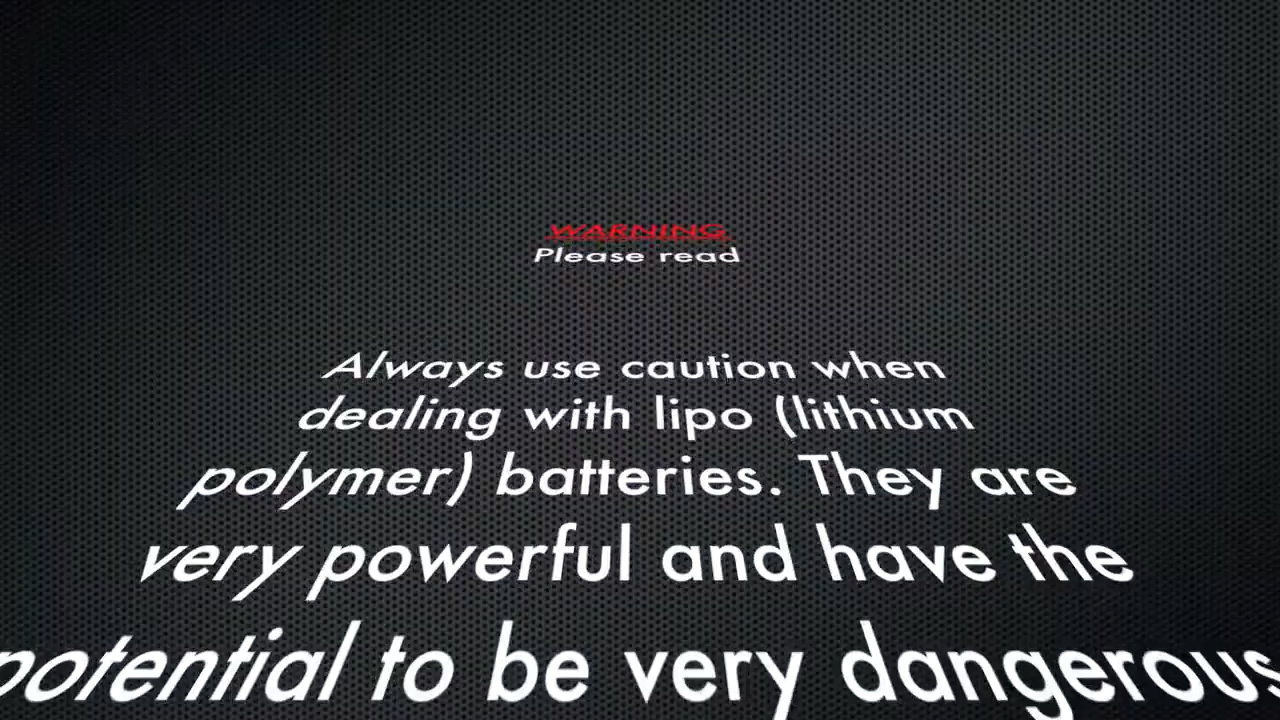 WARNING
Please read
Always use caution when
dealing with lipo (lithium
polymer) batteries. They are
very powerful and have the
potential to be very dangerous